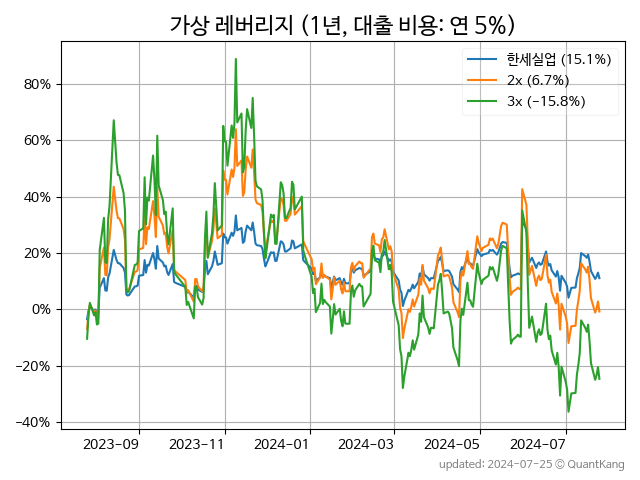 가상 레버리지 (1년, 대출 비용: 연 5%)
한세실업 (15.1%)
2x (6.7%)
3x (−15.8%)
80%
60%
40%
20%
0%
−20%
−40%
2023-09 2023-11 2024-01 2024-03 2024-05 2024-07
updated: 2024-07-25 © QuantKang